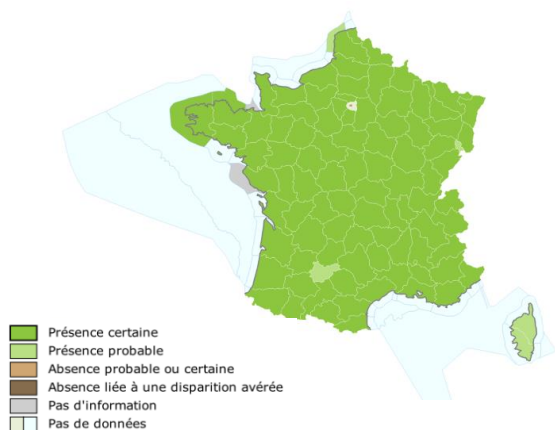 Présence certaine
Présence probable
Absence probable ou certaine
Absence liée à une disparition avérée
Pas d'information
Pas de données